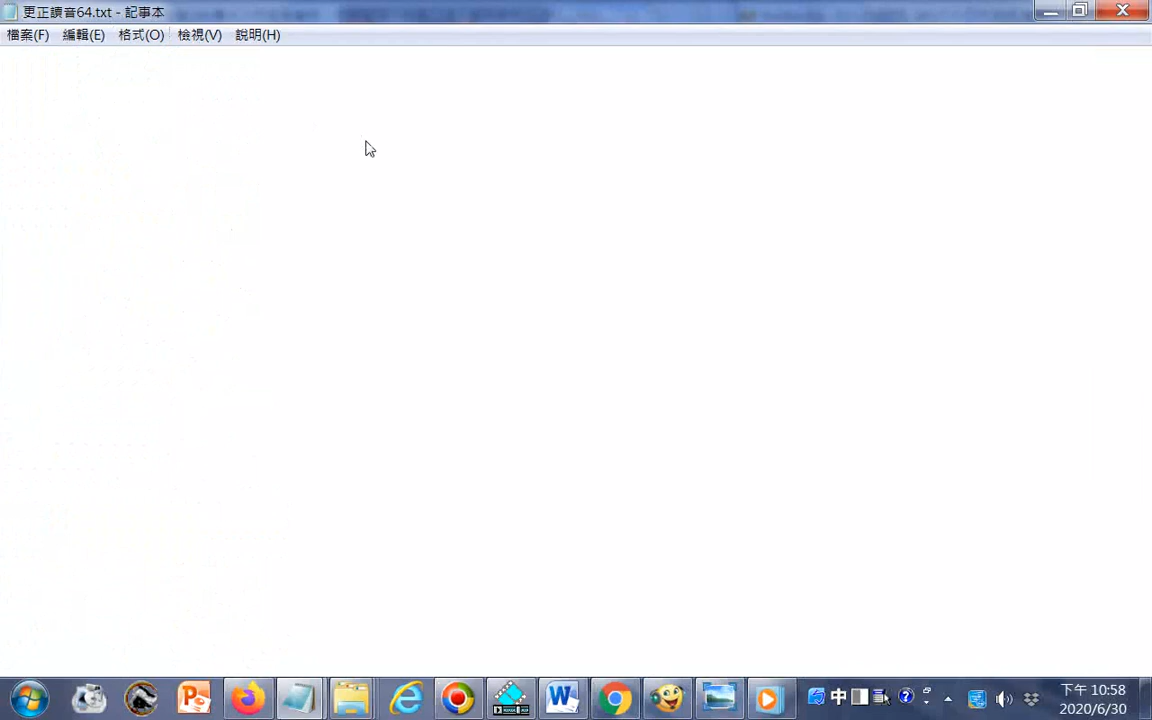 更正讀音64.txt - 記事本
檔案(F) 編輯(E) 格式(O) 檢視(V) 說明(H)
中
下午 10:58
2020/6/30